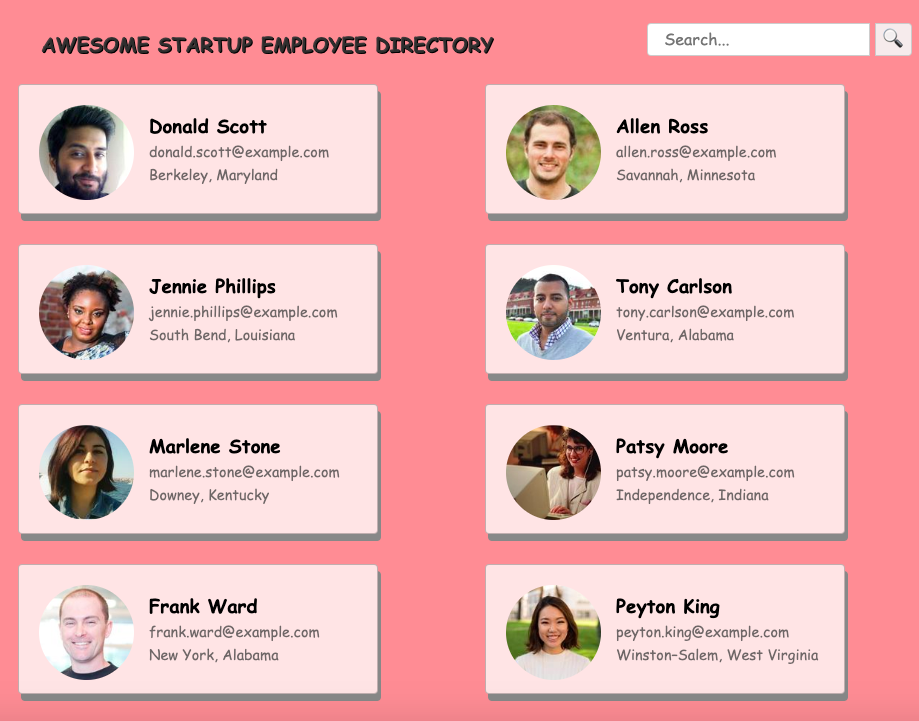 AWESOME STARTUP EMPLOYEE DIRECTORY
Search...
Donald Scott
donald.scott@example.com
Berkeley, Maryland
Allen Ross
allen.ross@example.com
Savannah, Minnesota
Jennie Phillips
jennie.phillips@example.com
South Bend, Louisiana
Tony Carlson
tony.carlson@example.com
Ventura, Alabama
Marlene Stone
marlene.stone@example.com
Downey, Kentucky
Patsy Moore
patsy.moore@example.com
Independence, Indiana
Frank Ward
frank.ward@example.com
New York, Alabama
Peyton King
peyton.king@example.com
Winston-Salem, West Virginia